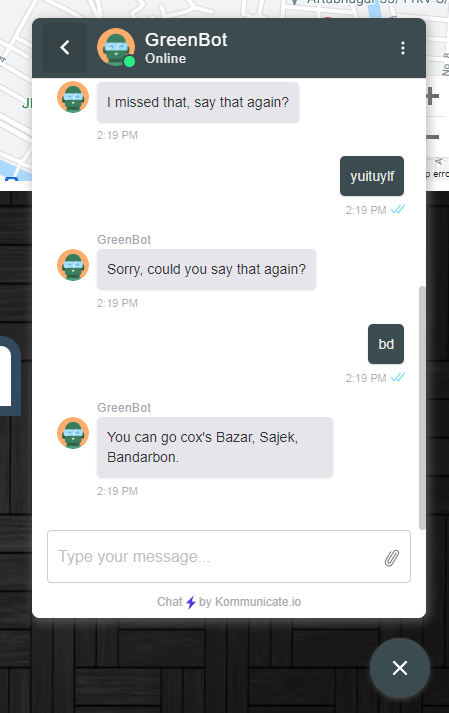 GreenBot
Online
I missed that, say that again?
2:19 PM
yuituylf
2:19 PM
GreenBot
Sorry, could you say that again?
2:19 PM
bd
2:19 PM
GreenBot
You can go cox's Bazar, Sajek,
Bandarbon.
2:19 PM
Type your message...
Chat by Kommunicate.io